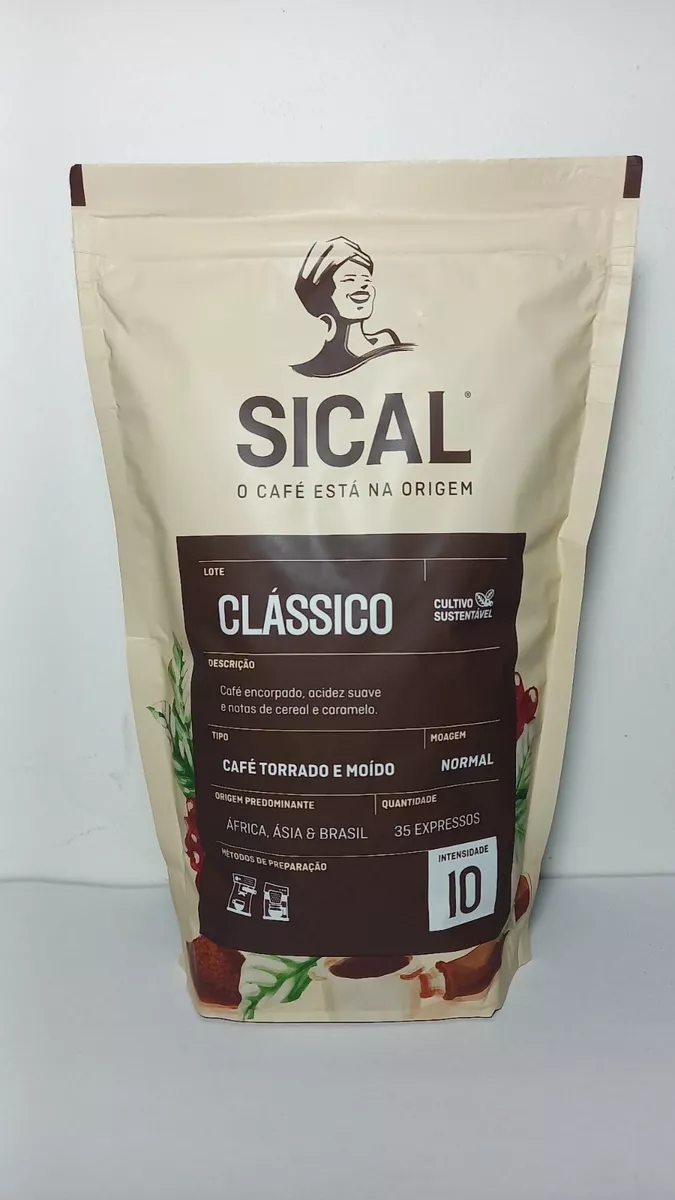 SICAL®
O CAFÉ ESTÁ NA ORIGEM
LOTE
CLÁSSICO
CULTIVO
SUSTENTÁVEL
DESCRIÇÃO
Café encorpado, acidez suave
e notas de cereal e caramelo.
TIPO
MOAGEM
CAFÉ TORRADO E MOÍDO
NORMAL
ORIGEM PREDOMINANTE
QUANTIDADE
ÁFRICA, ÁSIA & BRASIL
35 EXPRESSOS
MÉTODOS DE PREPARAÇÃO
INTENSIDADE
10